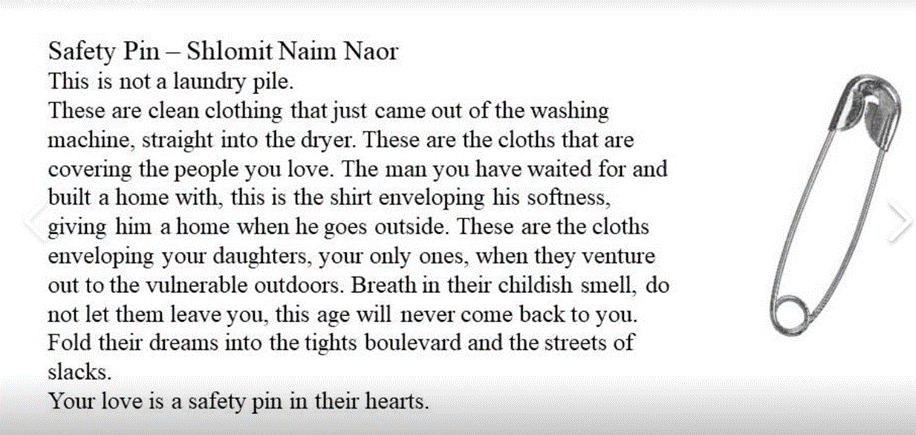 Safety Pin – Shlomit Naim Naor
This is not a laundry pile.
These are clean clothing that just came out of the washing
machine, straight into the dryer. These are the cloths that are
covering the people you love. The man you have waited for and
built a home with, this is the shirt enveloping his softness,
giving him a home when he goes outside. These are the cloths
enveloping your daughters, your only ones, when they venture
out to the vulnerable outdoors. Breath in their childish smell, do
not let them leave you, this age will never come back to you.
Fold their dreams into the tights boulevard and the streets of
slacks.
Your love is a safety pin in their hearts.